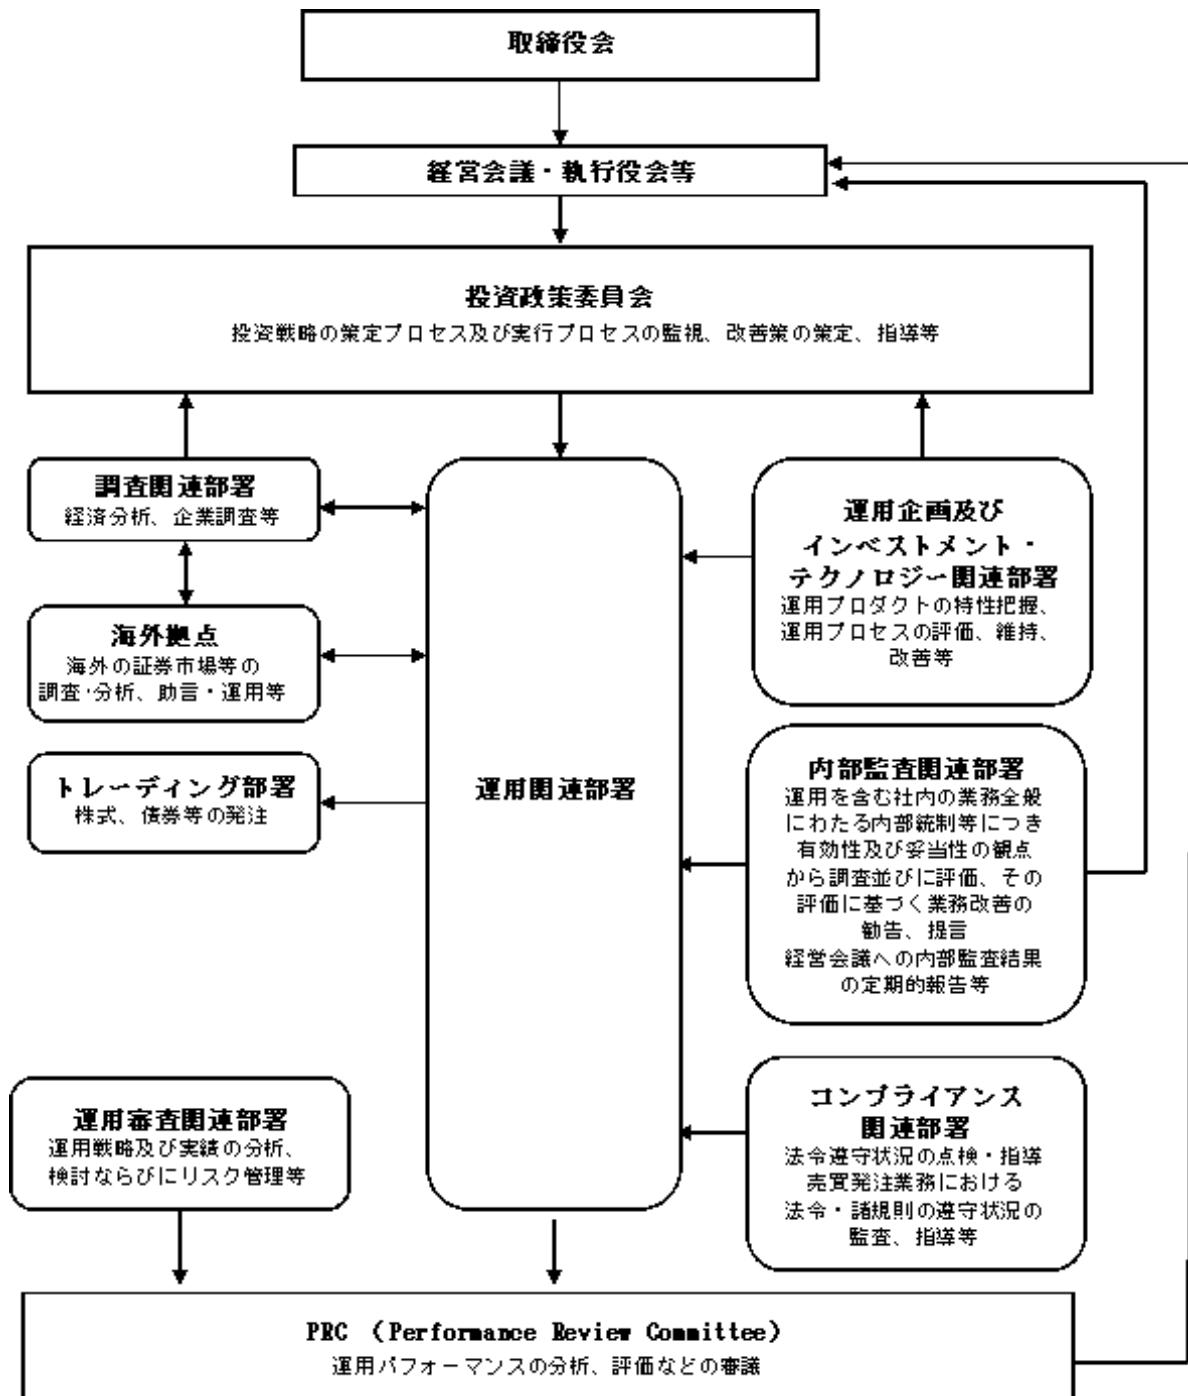 取締役会
経営会議・執行役会等
投資政策委員会
投資戦略の策定プロセス及び実行プロセスの監視、改善策の策定、指導等
調査関連部署
経済分析、企業調査等
海外拠点
海外の証券市場等の
調査・分析、助言・運用等
トレーディング部署
株式、債券等の発注
運用関連部署
運用企画及び
インベストメント・
テクノロジー関連部署
運用プロダクトの特性把握、
運用プロセスの評価、維持、
改善等
内部監査関連部署
運用を含む社内の業務全般
にわたる内部統制等につき
有効性及び妥当性の観点
から調査並びに評価、その
評価に基づく業務改善の
勧告、提言
経営会議への内部監査結果
の定期的報告等
運用審査関連部署
運用戦略及び実績の分析、
検討ならびにリスク管理等
コンプライアンス
関連部署
法令遵守状況の点検・指導
売買発注業務における
法令・諸規則の遵守状況の
監査、指導等
PRC (Performance Review Committee)
運用パフォーマンスの分析、評価などの審議